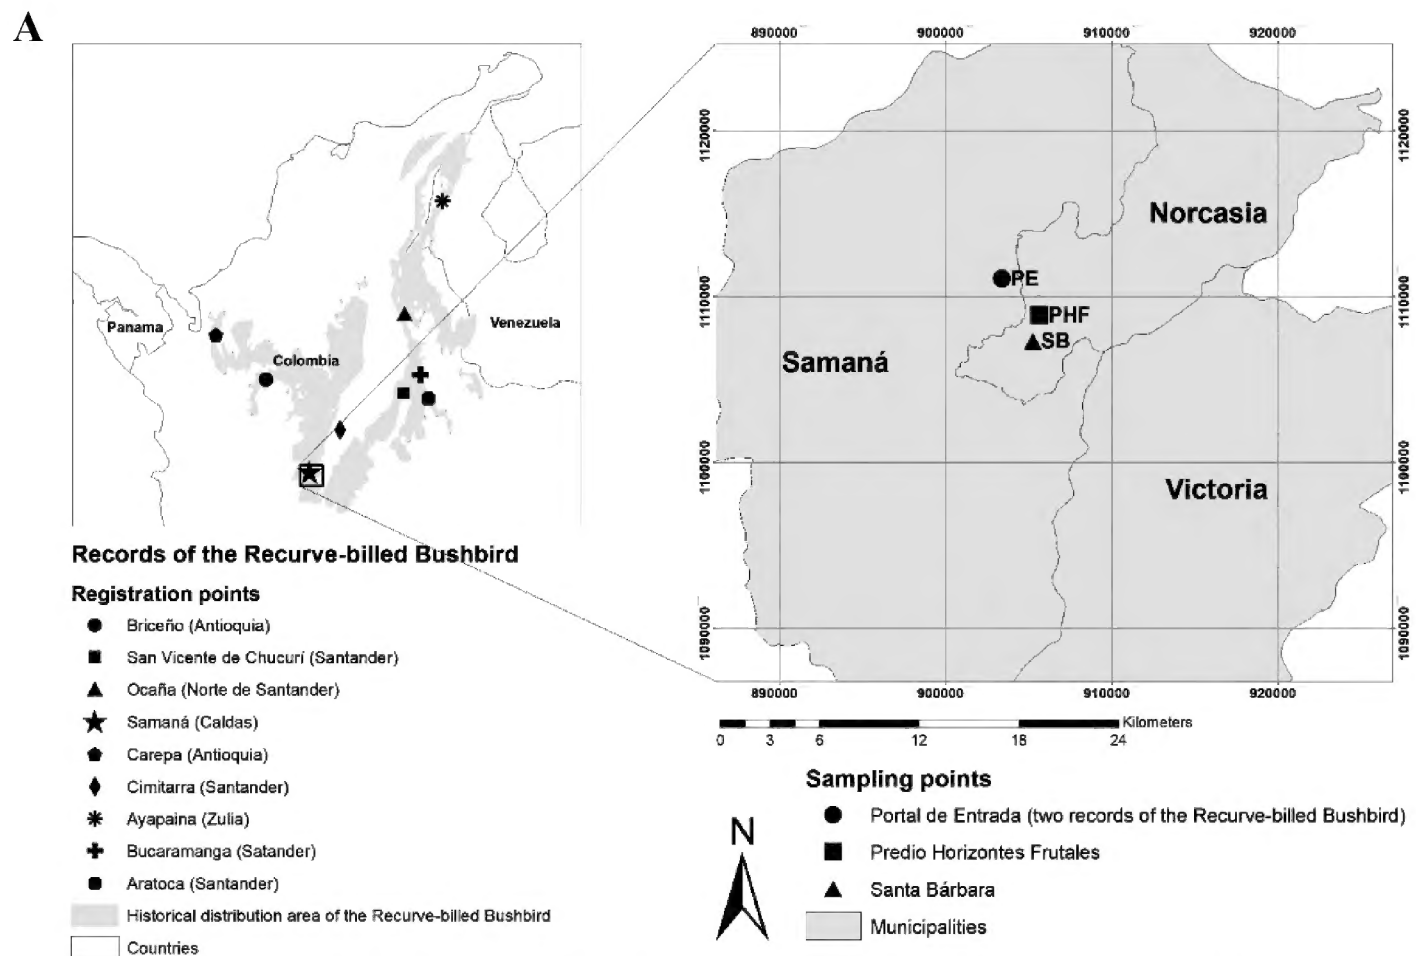 A
Panama
Colombia
Venezuela
Records of the Recurve-billed Bushbird
Registration points
Briceño (Antioquia)
San Vicente de Chucurí (Santander)
Ocaña (Norte de Santander)
Samaná (Caldas)
Carepa (Antioquia)
Cimitarra (Santander)
Ayapaina (Zulia)
Bucaramanga (Satander)
Aratoca (Santander)
Historical distribution area of the Recurve-billed Bushbird
Countries
890000 900000 910000 920000
1120000 1120000
Norcasia
PE
1110000 1110000
PHF
SB
Samaná
1100000 1100000
Victoria
1090000 1090000
890000 900000 910000 920000
Kilometers
0 3 6 12 18 24
Sampling points
N
Portal de Entrada (two records of the Recurve-billed Bushbird)
Predio Horizontes Frutales
Santa Bárbara
Municipalities